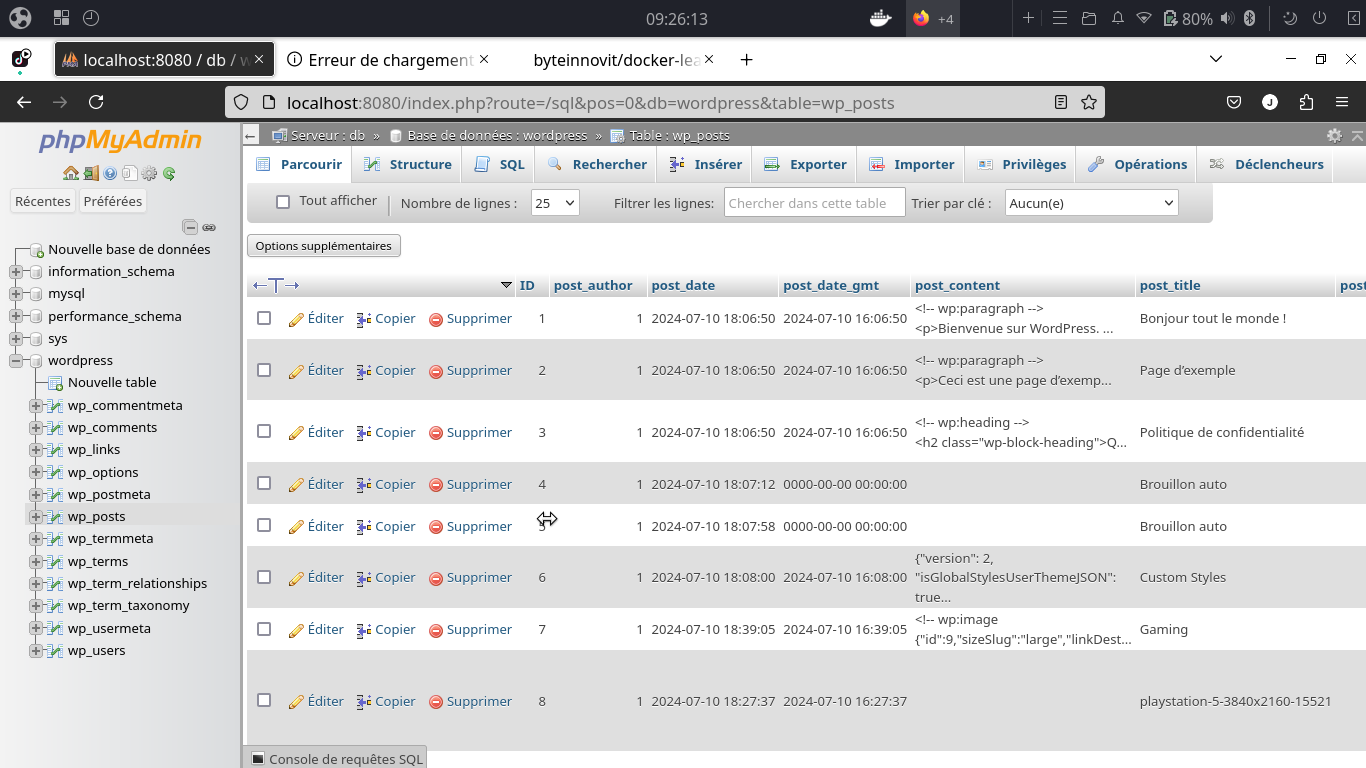 09:26:13
+4
80%
localhost:8080 / db / w
Erreur de chargement
byteinnovit/docker-lea
localhost:8080/index.php?route=/sql&pos=0&db=wordpress&table=wp_posts
J
phpMyAdmin
Récentes
Préférées
Nouvelle base de données
information_schema
mysql
performance_schema
sys
wordpress
Nouvelle table
wp_commentmeta
wp_comments
wp_links
wp_options
wp_postmeta
wp_posts
wp_termmeta
wp_terms
wp_term_relationships
wp_term_taxonomy
wp_usermeta
wp_users
Serveur : db » Base de données : wordpress » Table : wp_posts
Parcourir Structure SQL Rechercher Insérer Exporter Importer Privilèges Opérations Déclencheurs
Tout afficher Nombre de lignes : 25 Filtrer les lignes: Chercher dans cette table Trier par clé : Aucun(e)
Options supplémentaires
ID post_author post_date post_date_gmt post_content post_title post
Éditer Copier Supprimer 1 1 2024-07-10 18:06:50 2024-07-10 16:06:50 <!-- wp:paragraph --> Bonjour tout le monde !
<p>Bienvenue sur WordPress. ...
Éditer Copier Supprimer 2 1 2024-07-10 18:06:50 2024-07-10 16:06:50 <!-- wp:paragraph --> Page d’exemple
<p>Ceci est une page d’exemp...
Éditer Copier Supprimer 3 1 2024-07-10 18:06:50 2024-07-10 16:06:50 <!-- wp:heading --> Politique de confidentialité
<h2 class="wp-block-heading">Q...
Éditer Copier Supprimer 4 1 2024-07-10 18:07:12 0000-00-00 00:00:00 Brouillon auto
Éditer Copier Supprimer 5 1 2024-07-10 18:07:58 0000-00-00 00:00:00 Brouillon auto
Éditer Copier Supprimer 6 1 2024-07-10 18:08:00 2024-07-10 16:08:00 {"version": 2, Custom Styles
"isGlobalStylesUserThemeJSON":
true...
Éditer Copier Supprimer 7 1 2024-07-10 18:39:05 2024-07-10 16:39:05 <!-- wp:image Gaming
{"id":9,"sizeSlug":"large","linkDest...
Éditer Copier Supprimer 8 1 2024-07-10 18:27:37 2024-07-10 16:27:37 playstation-5-3840x2160-15521
Console de requêtes SQL